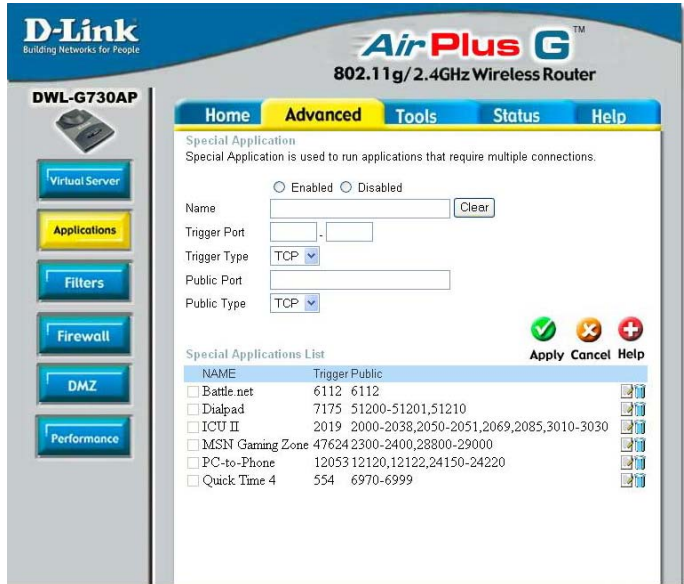 D-Link
Building Networks for People
AirPlus G™
802.11g/2.4GHz Wireless Router
DWL-G730AP
Home Advanced Tools Status Help
Virtual Server
Applications
Filters
Firewall
DMZ
Performance
Special Application
Special Application is used to run applications that require multiple connections.
Enabled Disabled
Name Clear
Trigger Port -
Trigger Type TCP
Public Port
Public Type TCP
Apply Cancel Help
Special Applications List
NAME Trigger Public
Battle.net 6112 6112
Dialpad 7175 51200-51201,51210
ICU II 2019 2000-2038,2050-2051,2069,2085,3010-3030
MSN Gaming Zone 47624 2300-2400,28800-29000
PC-to-Phone 12053 12120,12122,24150-24220
Quick Time 4 554 6970-6999